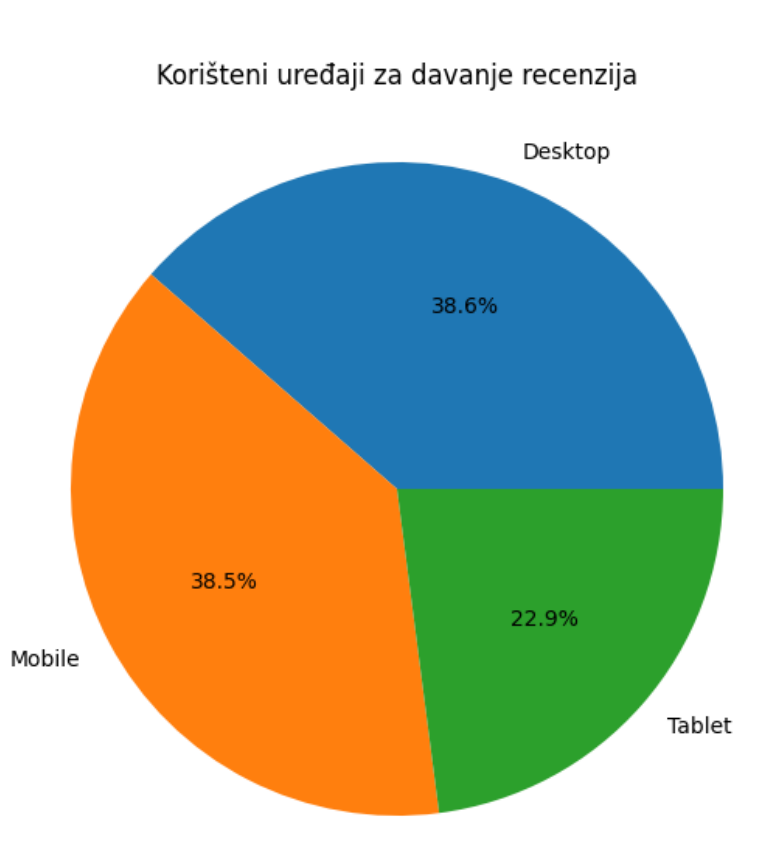 Korišteni uređaji za davanje recenzija
Desktop
38.6%
38.5%
22.9%
Mobile
Tablet